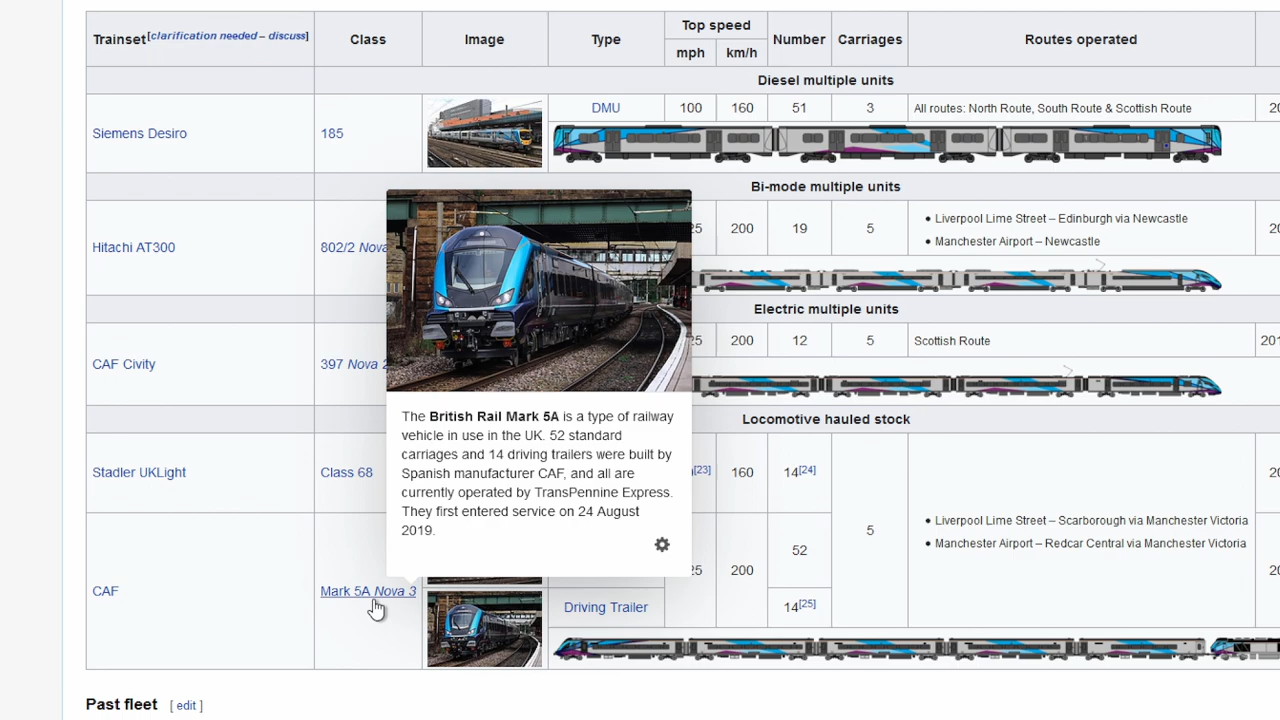 Trainset[clarification needed – discuss] Class Image Type Top speed Number Carriages Routes operated
mph km/h
Diesel multiple units
Siemens Desiro 185 DMU 100 160 51 3 All routes: North Route, South Route & Scottish Route
Bi-mode multiple units
Hitachi AT300 802/2 Nova 25 200 19 5
• Liverpool Lime Street – Edinburgh via Newcastle
• Manchester Airport – Newcastle
Electric multiple units
CAF Civity 397 Nova 2 25 200 12 5 Scottish Route 201
Locomotive hauled stock
Stadler UKLight Class 68 [23] 160 14[24]
CAF Mark 5A Nova 3 25 200 52 5
• Liverpool Lime Street – Scarborough via Manchester Victoria
• Manchester Airport – Redcar Central via Manchester Victoria
Driving Trailer 14[25]
The British Rail Mark 5A is a type of railway
vehicle in use in the UK. 52 standard
carriages and 14 driving trailers were built by
Spanish manufacturer CAF, and all are
currently operated by TransPennine Express.
They first entered service on 24 August
2019.
Past fleet [ edit ]